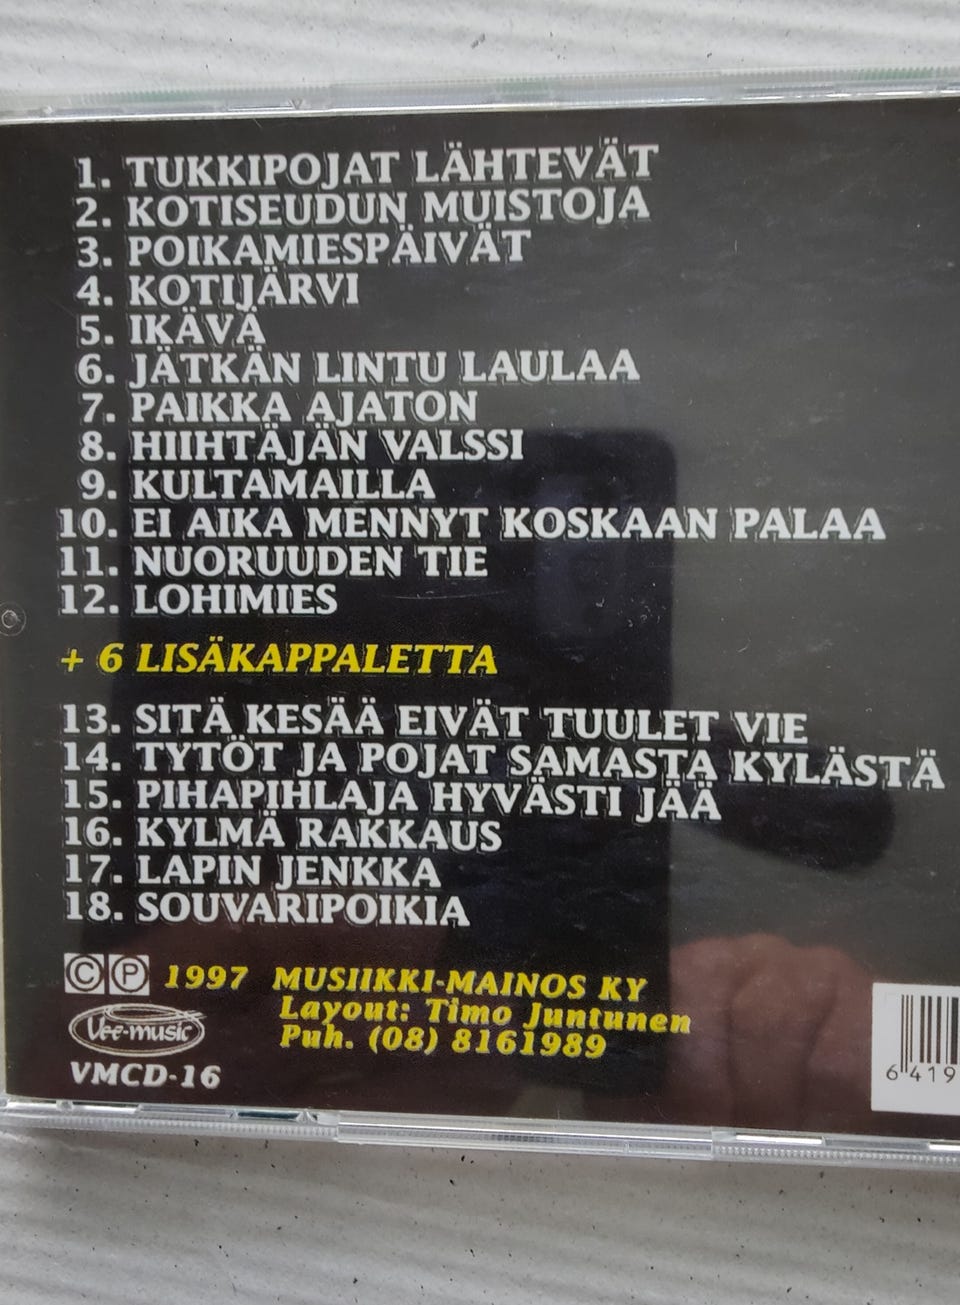 1. TUKKIPOJAT LÄHTEVÄT
2. KOTISEUDUN MUISTOJA
3. POIKAMIESPÄIVÄT
4. KOTIJÄRVI
5. IKÄVÄ
6. JÄTKÄN LINTU LAULAA
7. PAIKKA AJATON
8. HIIHTÄJÄN VALSSI
9. KULTAMAILLA
10. EI AIKA MENNYT KOSKAAN PALAA
11. NUORUUDEN TIE
12. LOHIMIES
+ 6 LISÄKAPPALETTA
13. SITÄ KESÄÄ EIVÄT TUULET VIE
14. TYTÖT JA POJAT SAMASTA KYLÄSTÄ
15. PIHAPIHLAJA HYVÄSTI JÄÄ
16. KYLMÄ RAKKAUS
17. LAPIN JENKKA
18. SOUVARIPOIKIA
© ℗ 1997 MUSIIKKI-MAINOS KY
Layout: Timo Juntunen
Puh. (08) 8161989
Vee-music
VMCD-16
6 419